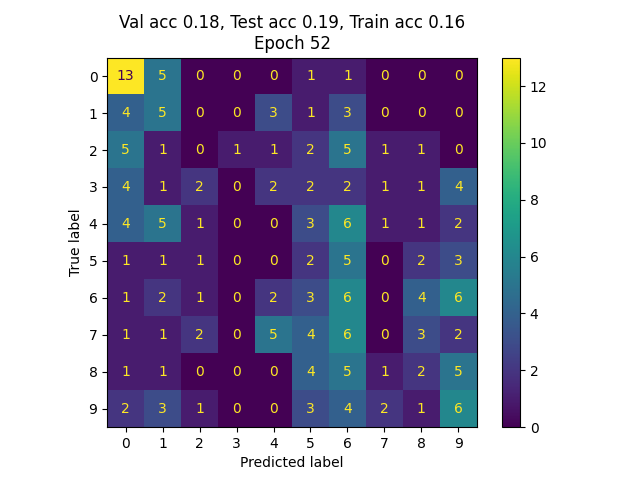 Val acc 0.18, Test acc 0.19, Train acc 0.16
Epoch 52
0 13 5 0 0 0 1 1 0 0 0
1 4 5 0 0 3 1 3 0 0 0
2 5 1 0 1 1 2 5 1 1 0
3 4 1 2 0 2 2 2 1 1 4
4 4 5 1 0 0 3 6 1 1 2
5 1 1 1 0 0 2 5 0 2 3
6 1 2 1 0 2 3 6 0 4 6
7 1 1 2 0 5 4 6 0 3 2
8 1 1 0 0 0 4 5 1 2 5
9 2 3 1 0 0 3 4 2 1 6
0 1 2 3 4 5 6 7 8 9
Predicted label
True label
12
10
8
6
4
2
0